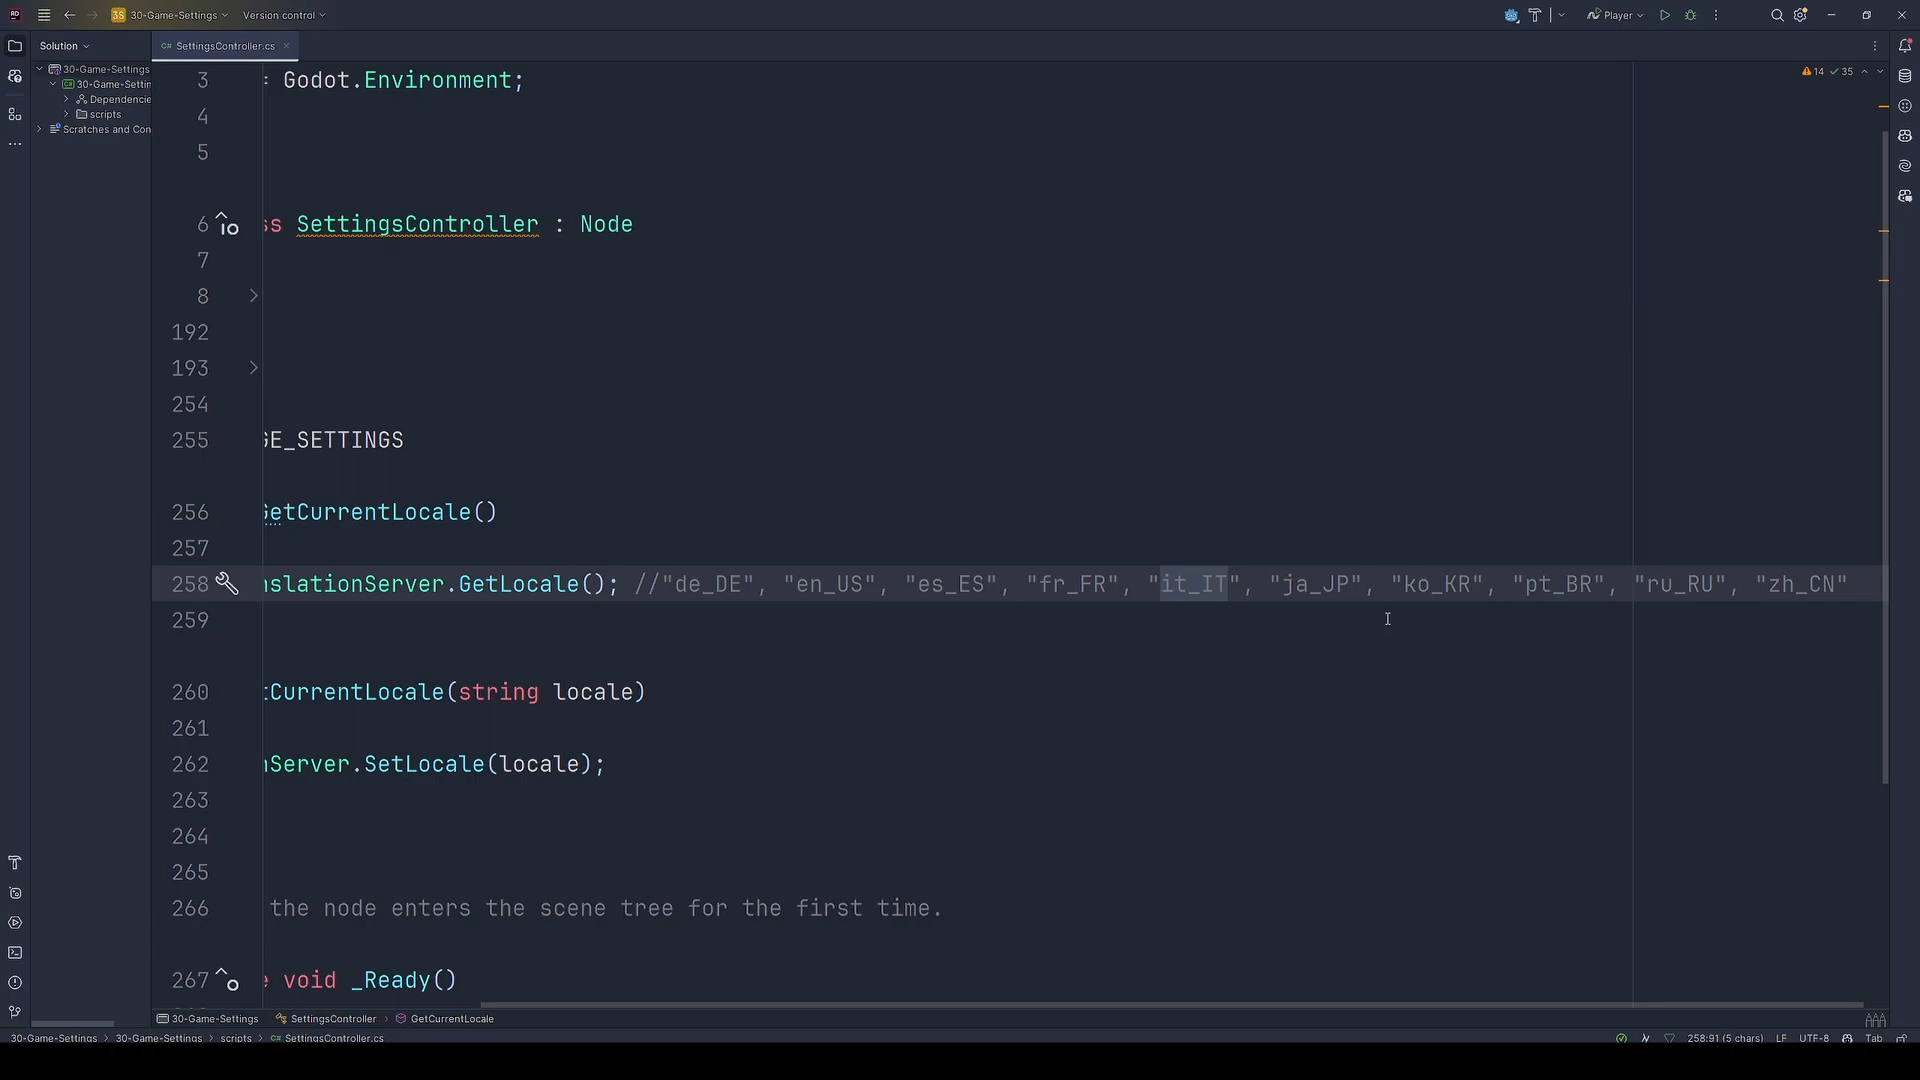 30-Game-Settings
Version control
Player
Solution
C# SettingsController.cs
30-Game-Settings
30-Game-Settin
Dependencie
scripts
Scratches and Con
14 35
3 = Godot.Environment;
4
5
6 ss SettingsController : Node
7
8
192
193
254
255 GE_SETTINGS
256 GetCurrentLocale()
257
258 nslationServer.GetLocale(); //"de_DE", "en_US", "es_ES", "fr_FR", "it_IT", "ja_JP", "ko_KR", "pt_BR", "ru_RU", "zh_CN"
259
260 tCurrentLocale(string locale)
261
262 nServer.SetLocale(locale);
263
264
265
266 the node enters the scene tree for the first time.
267 e void _Ready()
30-Game-Settings SettingsController GetCurrentLocale
30-Game-Settings 30-Game-Settings scripts C# SettingsController.cs
258:91 (5 chars) LF UTF-8 Tab